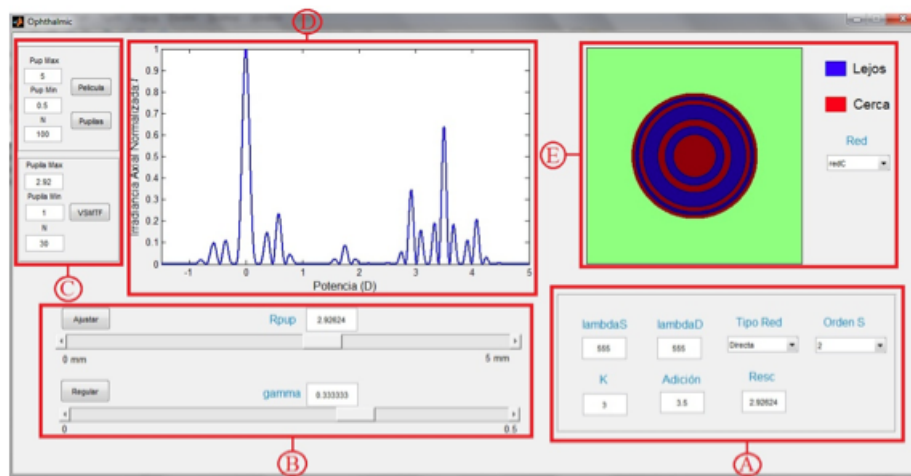 Ophthalmic
D
Pup Max
5
Pup Min
0.5
N
100
Pelicula
Pupilas
Pupila Max
2.92
Pupila Min
1
N
30
VSMTF
C
Irradiancia Axial Normalizada I
1
0.9
0.8
0.7
0.6
0.5
0.4
0.3
0.2
0.1
0
-1 0 1 2 3 4 5
Potencia (D)
E
Lejos
Cerca
Red
redC
Ajustar
Rpup
2.92624
0 mm
5 mm
Regular
gamma
0.333333
0
0.5
B
lambdaS
lambdaD
Tipo Red
Orden S
555
555
Directa
2
K
Adición
Resc
3
3.5
2.92624
A